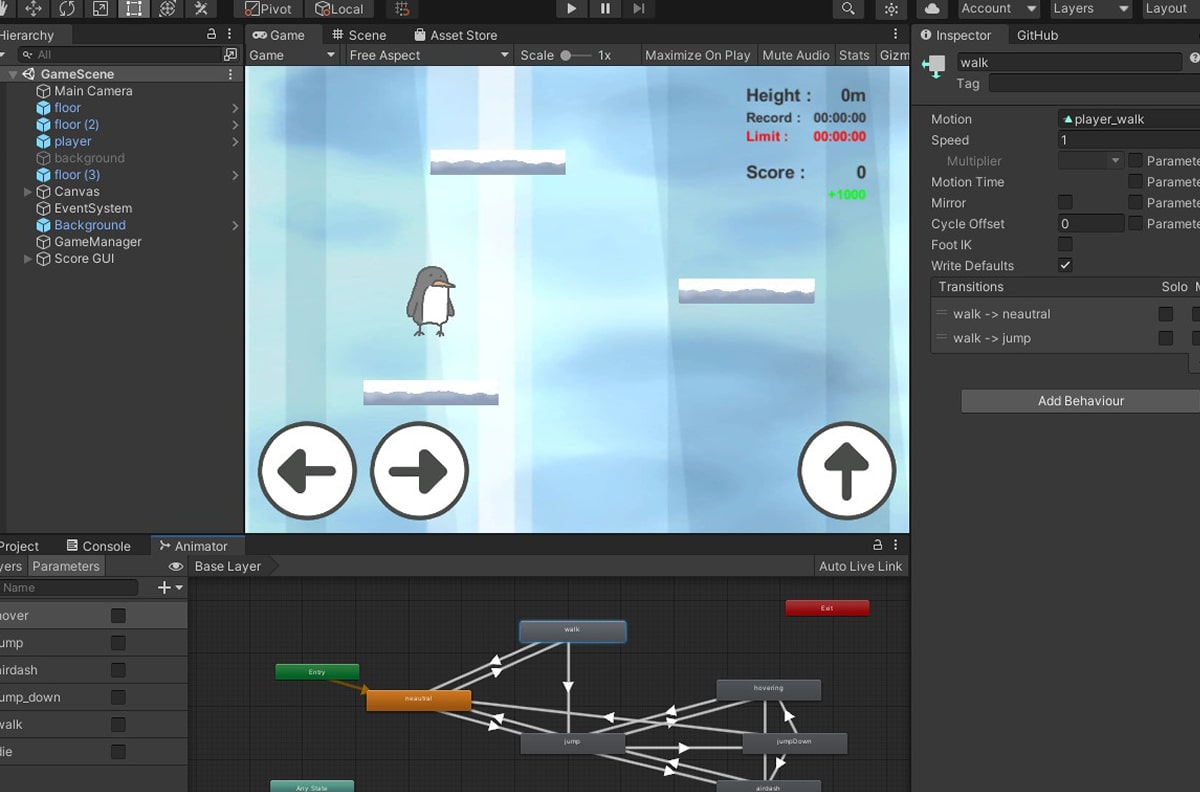 Pivot Local Account Layers Layout
Hierarchy Game Scene Asset Store Inspector GitHub
All Game Free Aspect Scale 1x Maximize On Play Mute Audio Stats Gizm
walk
Tag
GameScene
Main Camera
floor
floor (2)
player
background
floor (3)
Canvas
EventSystem
Background
GameManager
Score GUI
Height : 0m
Record : 00:00:00
Limit : 00:00:00
Score : 0
+1000
Motion player_walk
Speed 1
Multiplier Paramete
Motion Time Paramete
Mirror Paramete
Cycle Offset 0 Paramete
Foot IK
Write Defaults
Transitions Solo M
walk -> neautral
walk -> jump
Add Behaviour
Project Console Animator
yers Parameters Base Layer Auto Live Link
Name
hover
jump
airdash
jump_down
walk
die
Exit
walk
Entry
neautral
hovering
jump
jumpDown
Any State
airdash